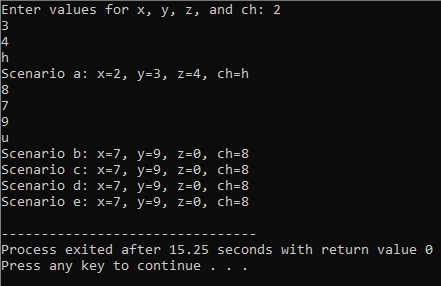 Enter values for x, y, z, and ch: 2
3
4
h
Scenario a: x=2, y=3, z=4, ch=h
8
7
9
u
Scenario b: x=7, y=9, z=0, ch=8
Scenario c: x=7, y=9, z=0, ch=8
Scenario d: x=7, y=9, z=0, ch=8
Scenario e: x=7, y=9, z=0, ch=8
--------------------------------
Process exited after 15.25 seconds with return value 0
Press any key to continue . . .